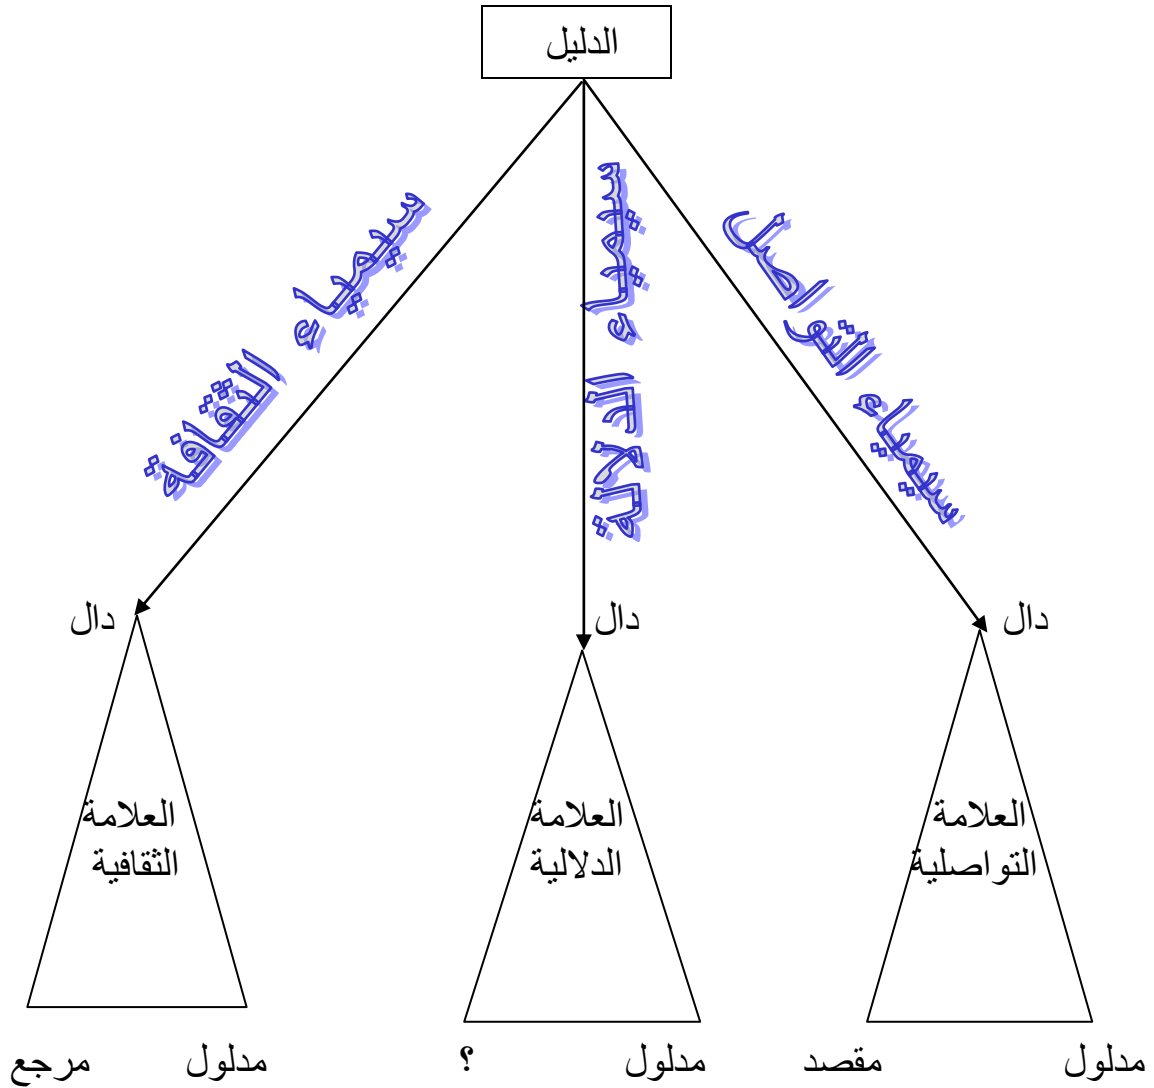 الدليل
سيمياء التواصل
سيمياء الدلالة
سيمياء الثقافة
دال
دال
دال
العلامة
التواصلية
العلامة
الدلالية
العلامة
الثقافية
مدلول
مقصد
مدلول
؟
مدلول
مرجع